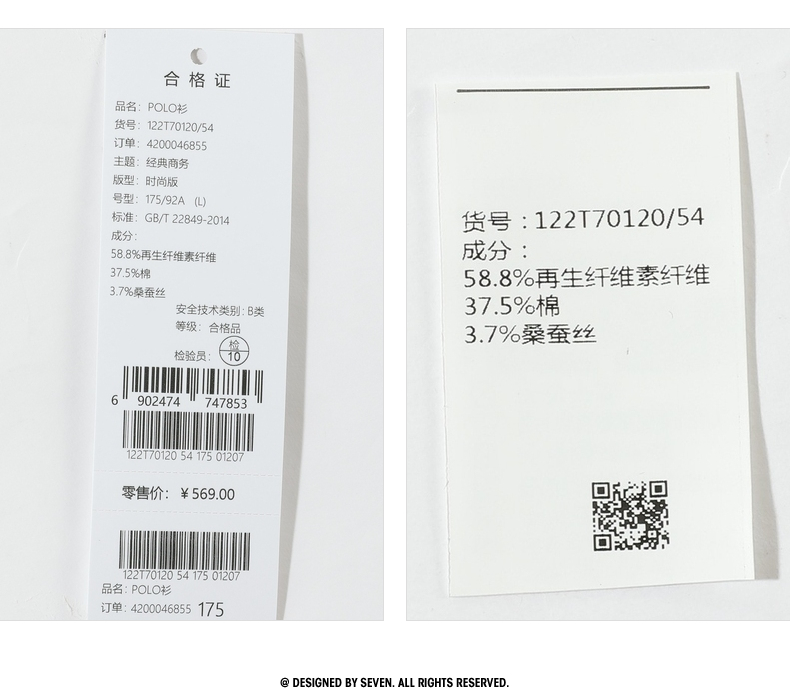 合格证
品名：POLO衫
货号：122T70120/54
订单：4200046855
主题：经典商务
版型：时尚版
号型：175/92A (L)
标准：GB/T 22849-2014
成分：
58.8%再生纤维素纤维
37.5%棉
3.7%桑蚕丝
安全技术类别：B类
等级：合格品
检验员：检 10
6 902474 747853
122T70120 54 175 01207
零售价：￥569.00
122T70120 54 175 01207
品名：POLO衫
订单：4200046855 175
货号：122T70120/54
成分：
58.8%再生纤维素纤维
37.5%棉
3.7%桑蚕丝
@ DESIGNED BY SEVEN. ALL RIGHTS RESERVED.